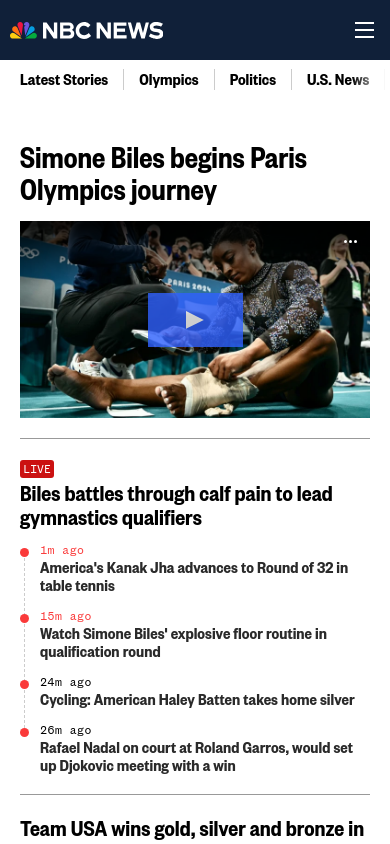 NBC NEWS
Latest Stories
Olympics
Politics
U.S. News
Simone Biles begins Paris
Olympics journey
PARIS 2024
LIVE
Biles battles through calf pain to lead
gymnastics qualifiers
1m ago
America's Kanak Jha advances to Round of 32 in
table tennis
15m ago
Watch Simone Biles' explosive floor routine in
qualification round
24m ago
Cycling: American Haley Batten takes home silver
26m ago
Rafael Nadal on court at Roland Garros, would set
up Djokovic meeting with a win
Team USA wins gold, silver and bronze in